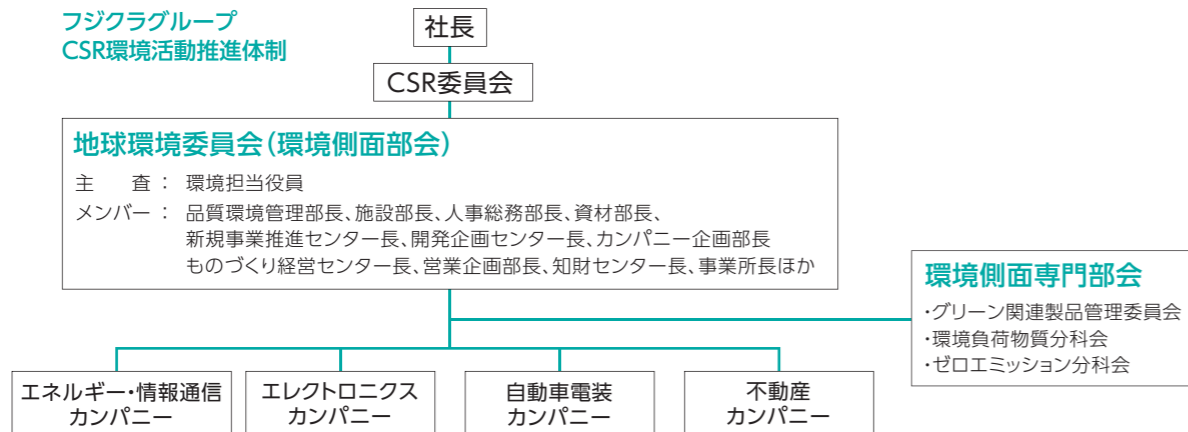 フジクラグループ
CSR環境活動推進体制
社長
CSR委員会
地球環境委員会(環境側面部会)
主　査 ： 環境担当役員
メンバー ： 品質環境管理部長、施設部長、人事総務部長、資材部長、
新規事業推進センター長、開発企画センター長、カンパニー企画部長
ものづくり経営センター長、営業企画部長、知財センター長、事業所長ほか
環境側面専門部会
・グリーン関連製品管理委員会
・環境負荷物質分科会
・ゼロエミッション分科会
エネルギー・情報通信
カンパニー
エレクトロニクス
カンパニー
自動車電装
カンパニー
不動産
カンパニー